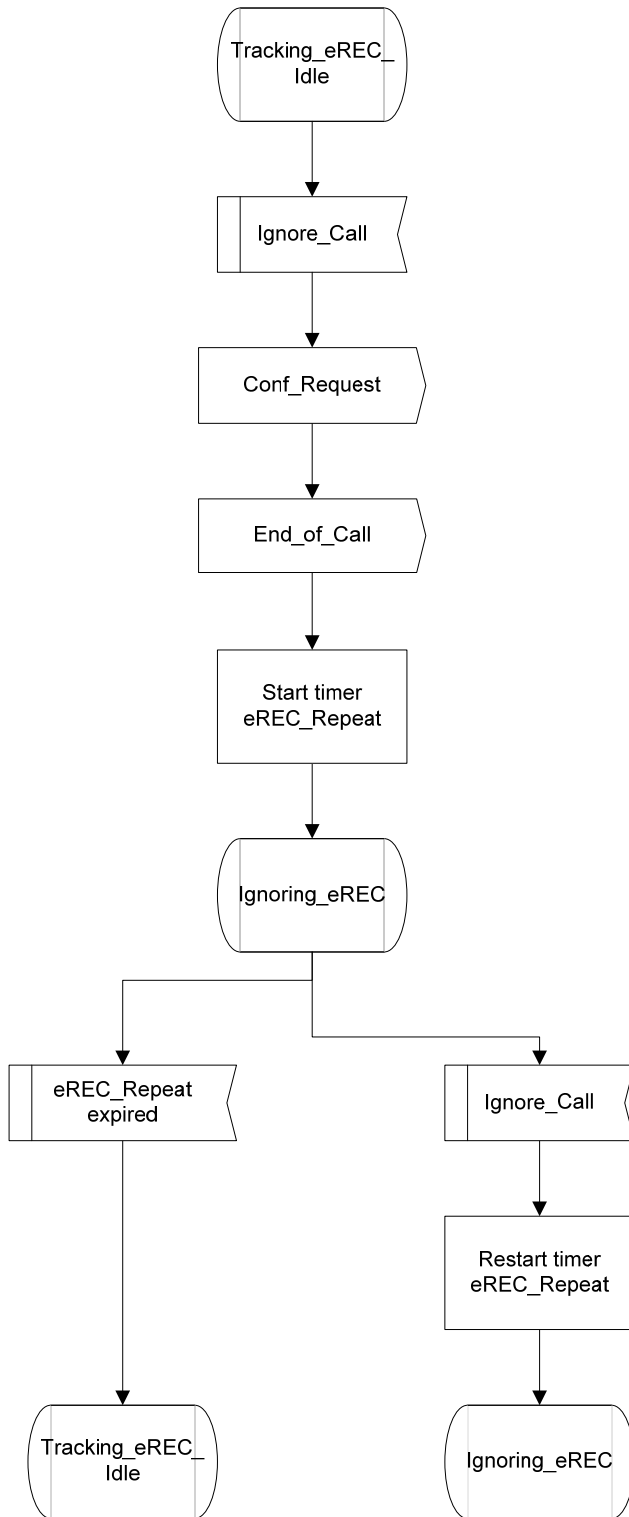 Tracking_eREC_
Idle
Ignore_Call
Conf_Request
End_of_Call
Start timer
eREC_Repeat
Ignoring_eREC
eREC_Repeat
expired
Ignore_Call
Restart timer
eREC_Repeat
Tracking_eREC_
Idle
Ignoring_eREC